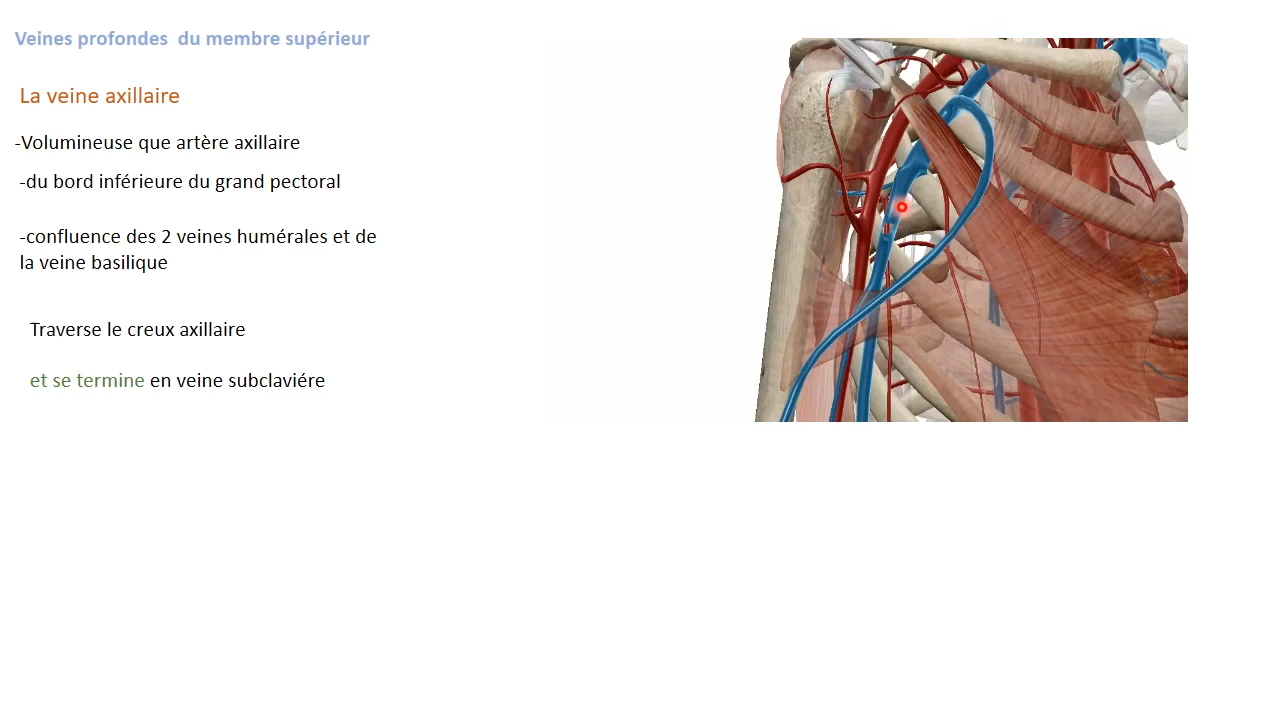 Veines profondes  du membre supérieur
La veine axillaire
-Volumineuse que artère axillaire
-du bord inférieure du grand pectoral
-confluence des 2 veines humérales et de
la veine basilique
Traverse le creux axillaire
et se termine en veine subclaviére